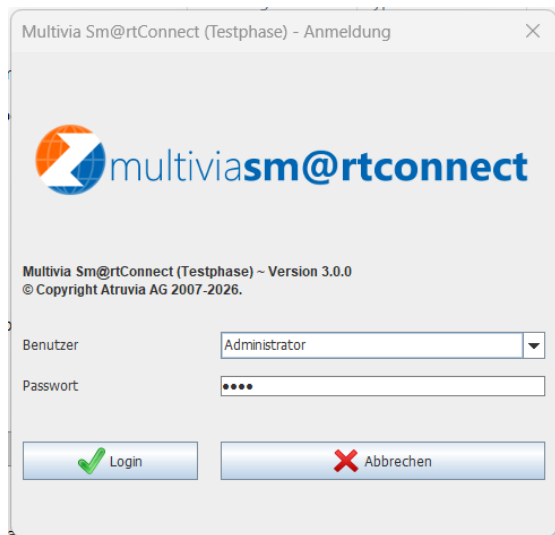 Multivia Sm@rtConnect (Testphase) - Anmeldung
multiviasm@rtconnect
Multivia Sm@rtConnect (Testphase) ~ Version 3.0.0
© Copyright Atruvia AG 2007-2026.
Benutzer Administrator
Passwort ••••
Login Abbrechen